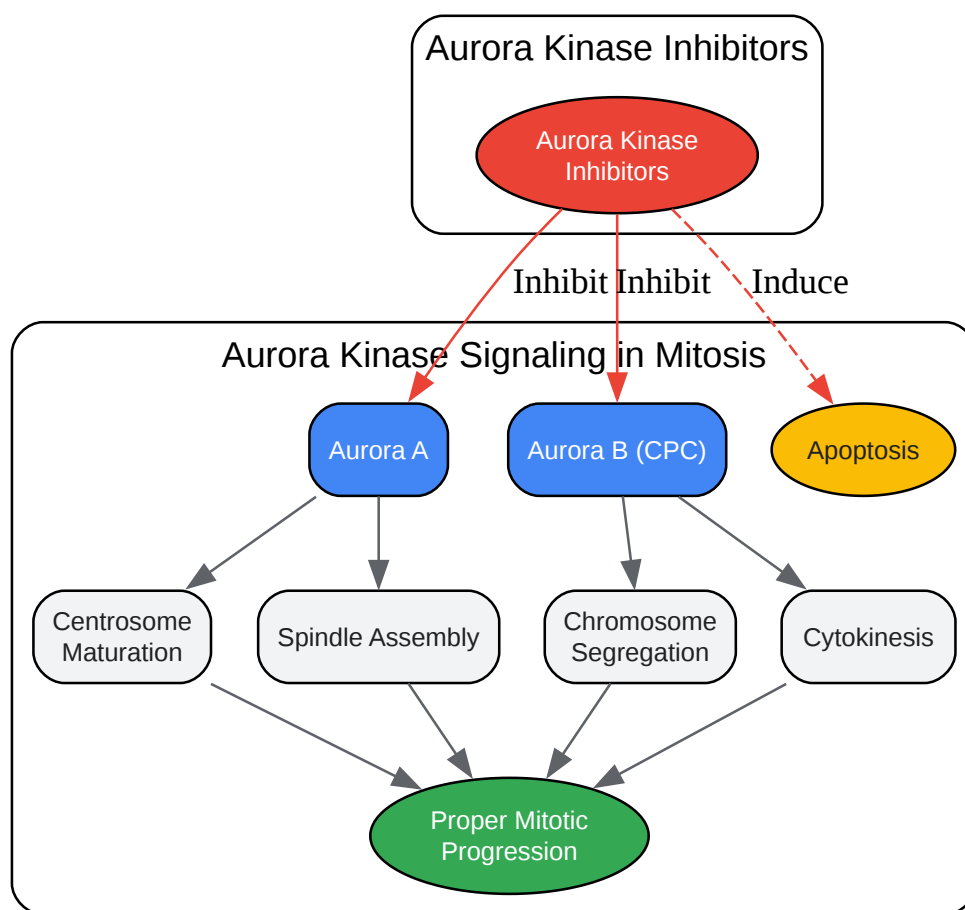 Aurora Kinase Inhibitors
Aurora Kinase
Inhibitors
Inhibit Inhibit Induce
Aurora Kinase Signaling in Mitosis
Aurora A Aurora B (CPC) Apoptosis
Centrosome
Maturation
Spindle Assembly
Chromosome
Segregation
Cytokinesis
Proper Mitotic
Progression